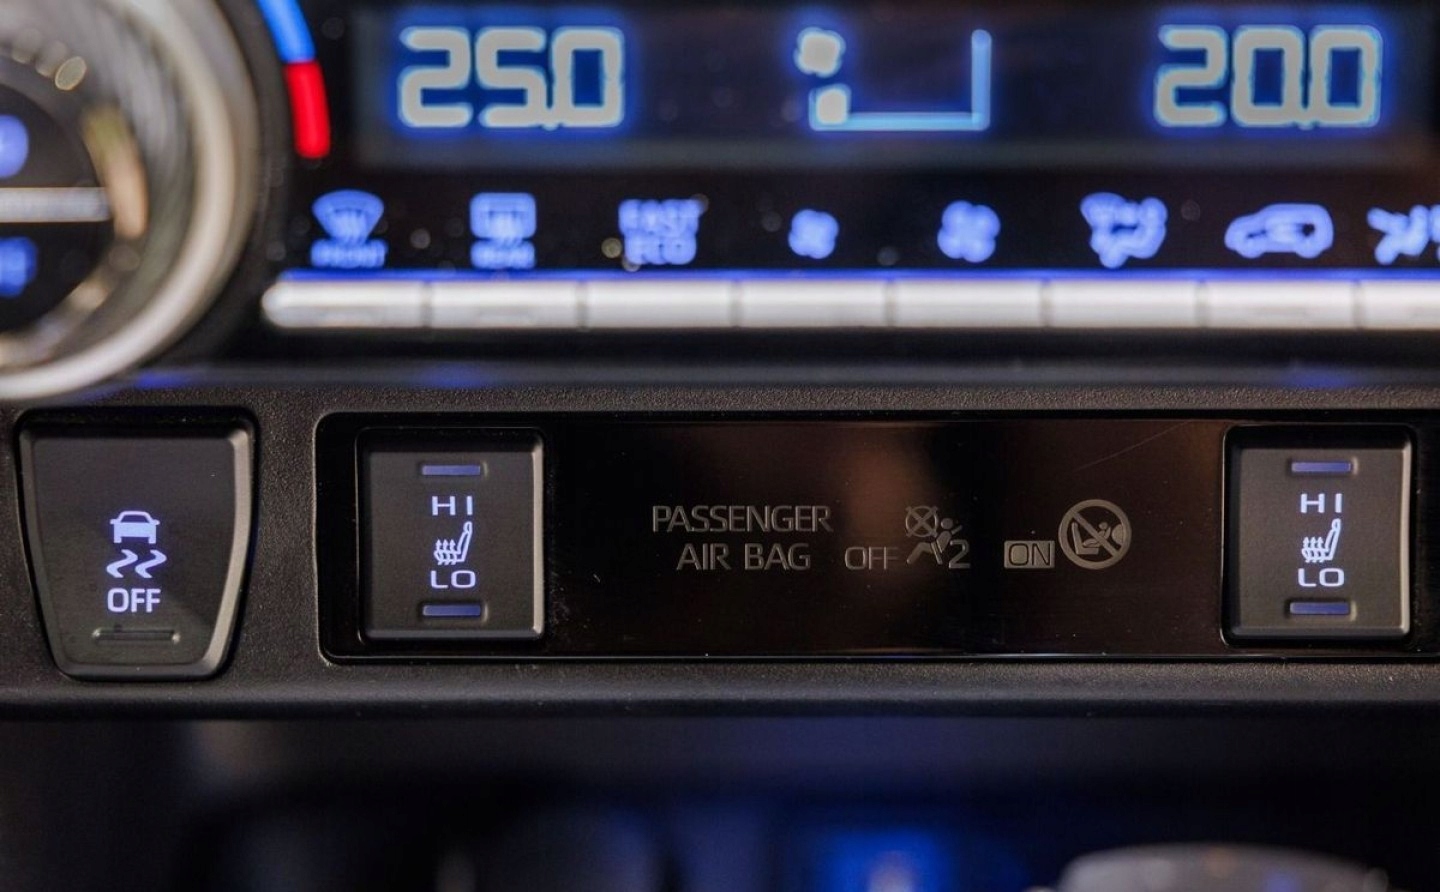 25.0 20.0
FRONT REAR FAST
ECO
OFF
HI
LO
PASSENGER
AIR BAG OFF 2 ON
HI
LO